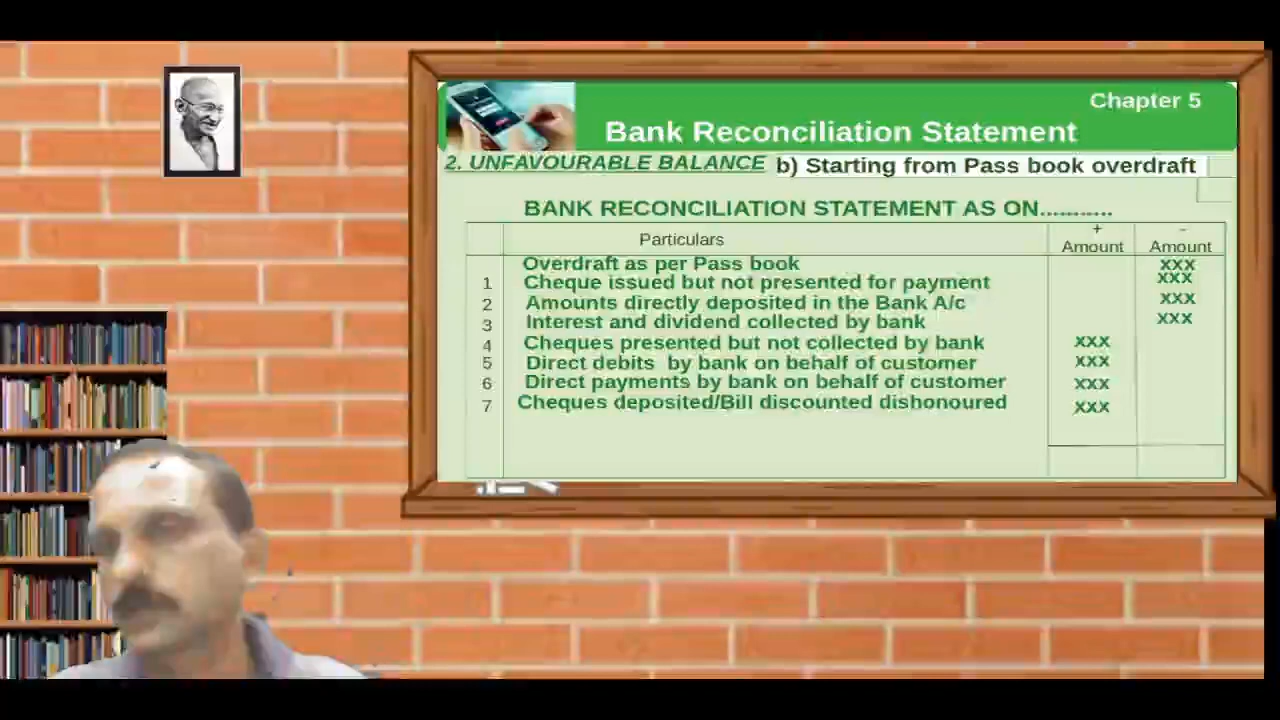 Chapter 5
Bank Reconciliation Statement
2. UNFAVOURABLE BALANCE b) Starting from Pass book overdraft
BANK RECONCILIATION STATEMENT AS ON...........
Particulars + Amount - Amount
Overdraft as per Pass book XXX
1 Cheque issued but not presented for payment XXX
2 Amounts directly deposited in the Bank A/c XXX
3 Interest and dividend collected by bank XXX
4 Cheques presented but not collected by bank XXX
5 Direct debits by bank on behalf of customer XXX
6 Direct payments by bank on behalf of customer XXX
7 Cheques deposited/Bill discounted dishonoured XXX